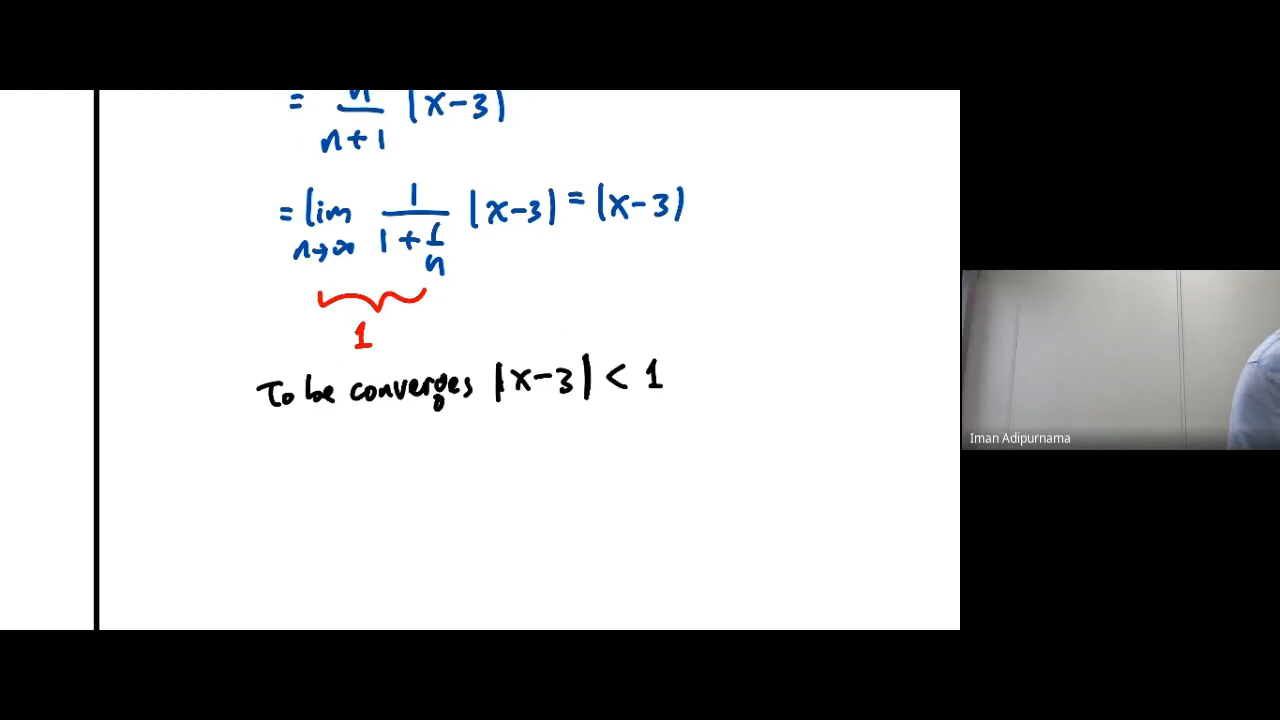 = n/(n+1) |x-3|
= lim n→∞ 1/(1+1/n) |x-3| = |x-3|
1
To be converges |x-3| < 1
Iman Adipurnama